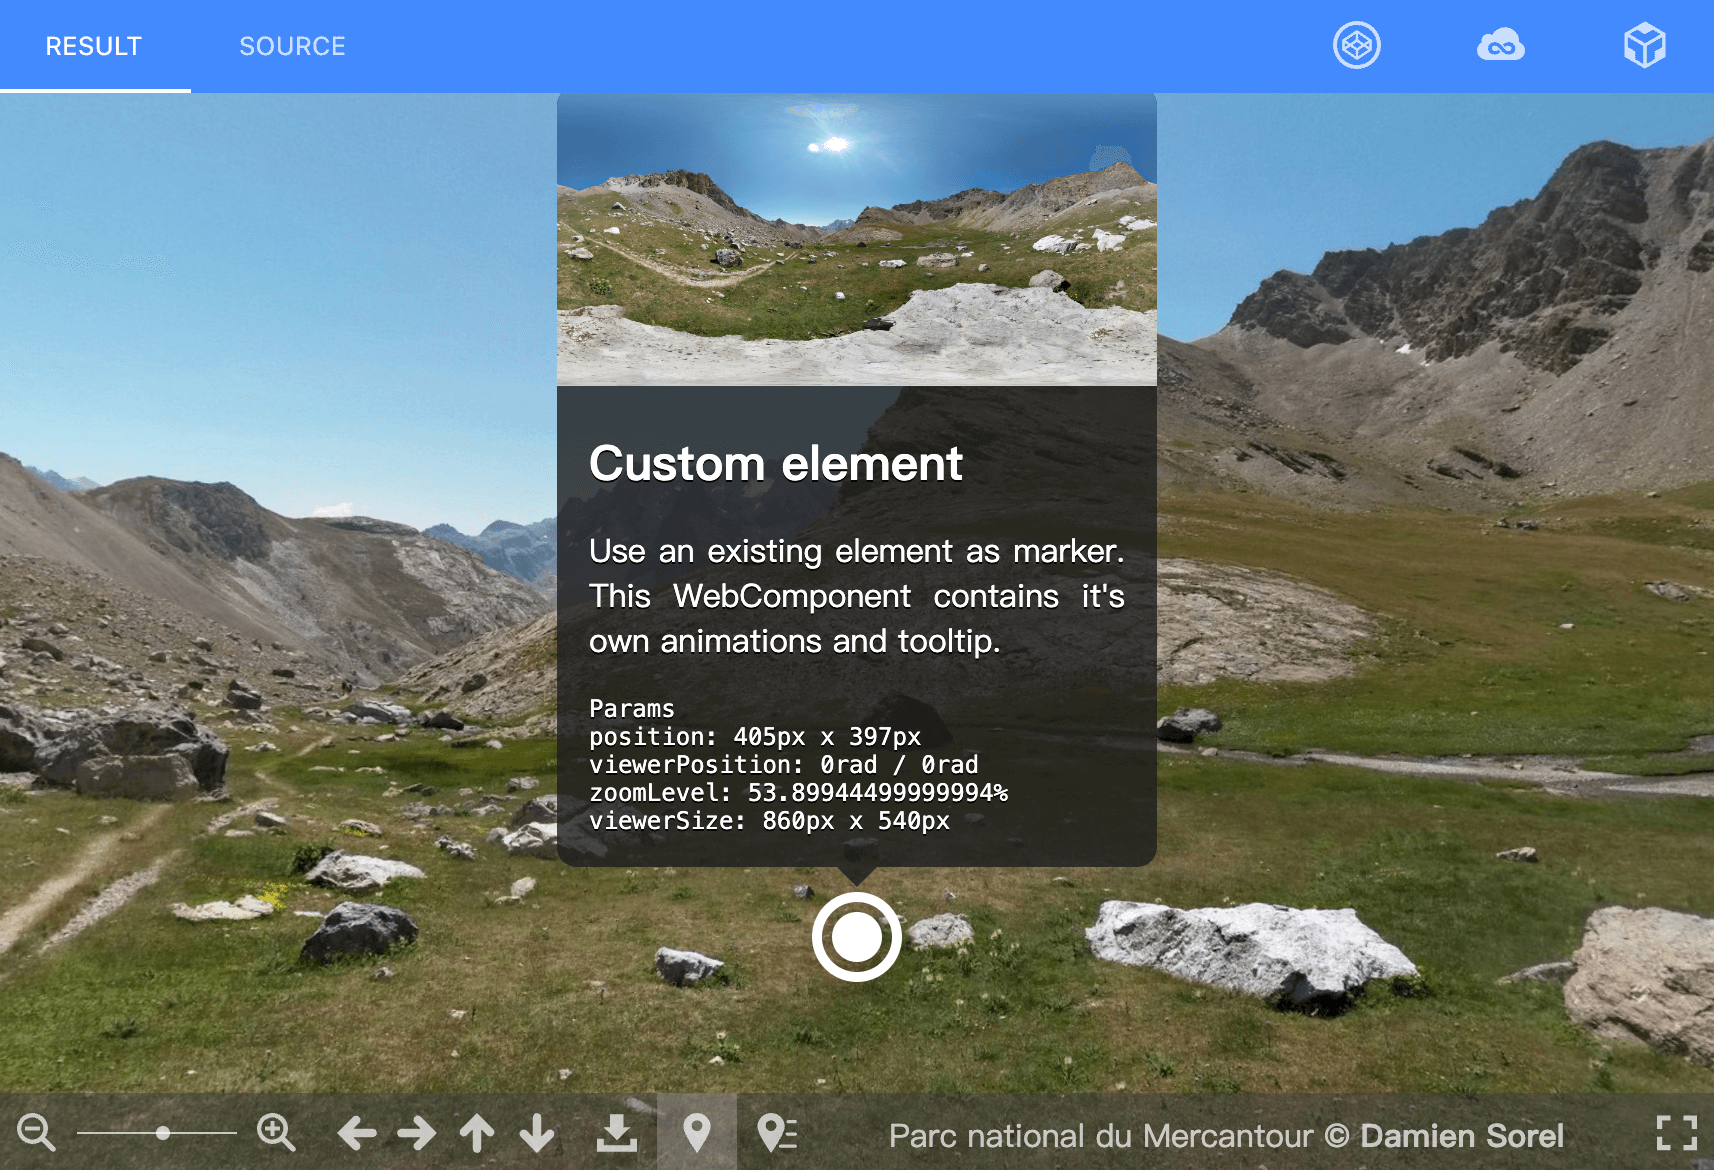 RESULT
SOURCE
Custom element
Use an existing element as marker.
This WebComponent contains it's
own animations and tooltip.
Params
position: 405px x 397px
viewerPosition: 0rad / 0rad
zoomLevel: 53.89944499999994%
viewerSize: 860px x 540px
Parc national du Mercantour © Damien Sorel